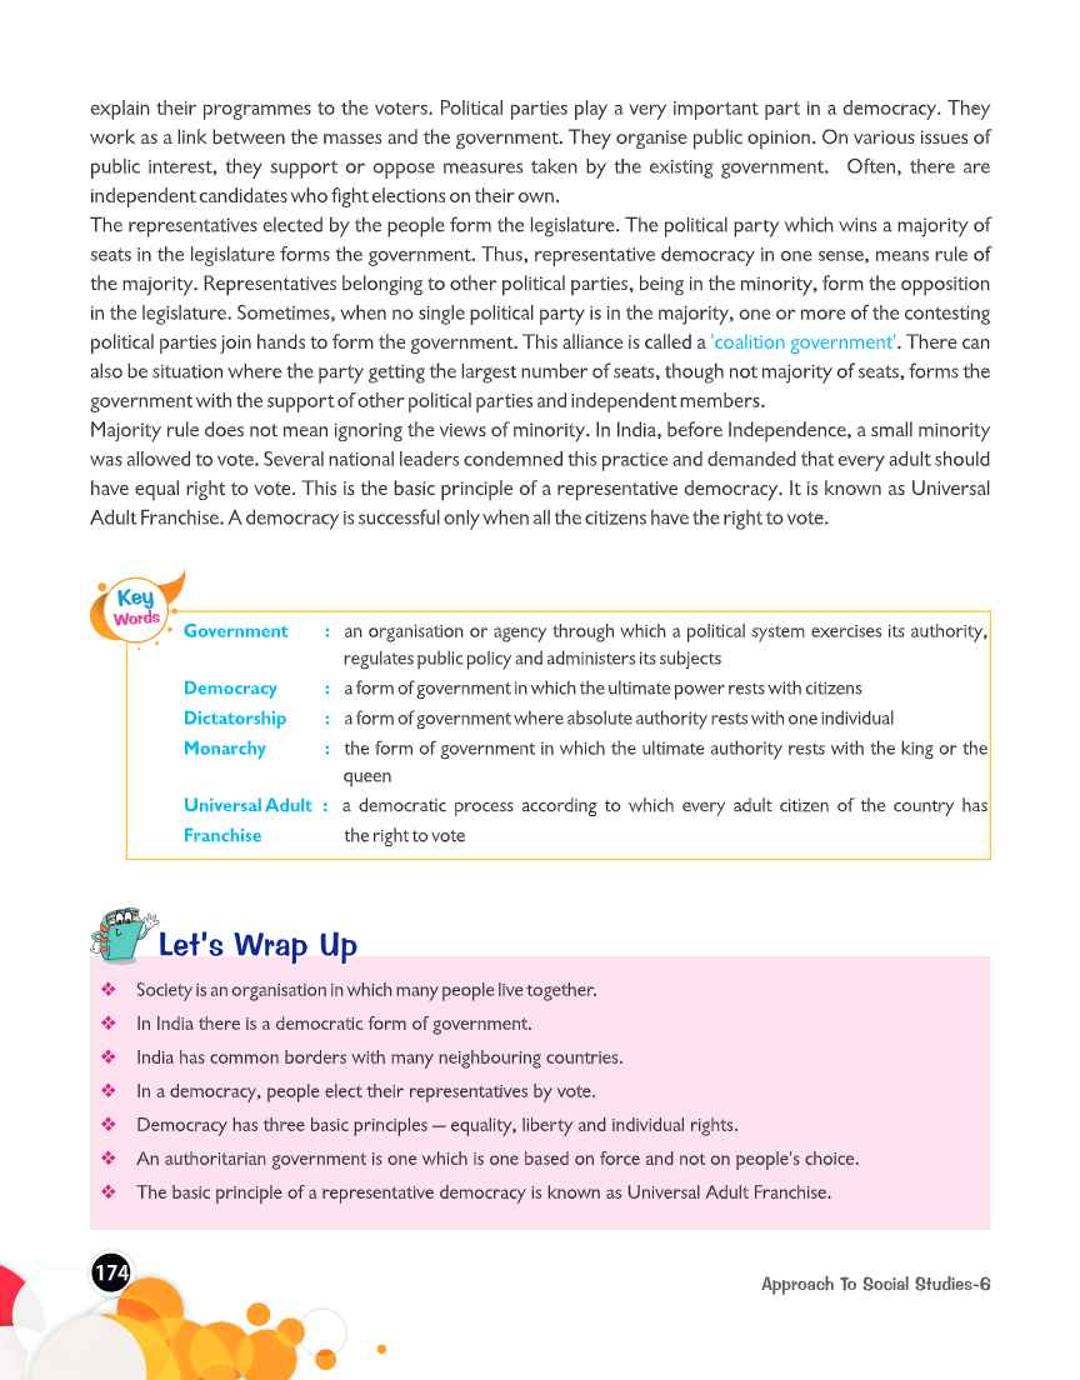 explain their programmes to the voters. Political parties play a very important part in a democracy. They
work as a link between the masses and the government. They organise public opinion. On various issues of
public interest, they support or oppose measures taken by the existing government. Often, there are
independent candidates who fight elections on their own.
The representatives elected by the people form the legislature. The political party which wins a majority of
seats in the legislature forms the government. Thus, representative democracy in one sense, means rule of
the majority. Representatives belonging to other political parties, being in the minority, form the opposition
in the legislature. Sometimes, when no single political party is in the majority, one or more of the contesting
political parties join hands to form the government. This alliance is called a 'coalition government'. There can
also be situation where the party getting the largest number of seats, though not majority of seats, forms the
government with the support of other political parties and independent members.
Majority rule does not mean ignoring the views of minority. In India, before Independence, a small minority
was allowed to vote. Several national leaders condemned this practice and demanded that every adult should
have equal right to vote. This is the basic principle of a representative democracy. It is known as Universal
Adult Franchise. A democracy is successful only when all the citizens have the right to vote.
Key
Words
Government : an organisation or agency through which a political system exercises its authority,
regulates public policy and administers its subjects
Democracy : a form of government in which the ultimate power rests with citizens
Dictatorship : a form of government where absolute authority rests with one individual
Monarchy : the form of government in which the ultimate authority rests with the king or the
queen
Universal Adult : a democratic process according to which every adult citizen of the country has
Franchise the right to vote
Let's Wrap Up
❖ Society is an organisation in which many people live together.
❖ In India there is a democratic form of government.
❖ India has common borders with many neighbouring countries.
❖ In a democracy, people elect their representatives by vote.
❖ Democracy has three basic principles — equality, liberty and individual rights.
❖ An authoritarian government is one which is one based on force and not on people's choice.
❖ The basic principle of a representative democracy is known as Universal Adult Franchise.
174
Approach To Social Studies-6